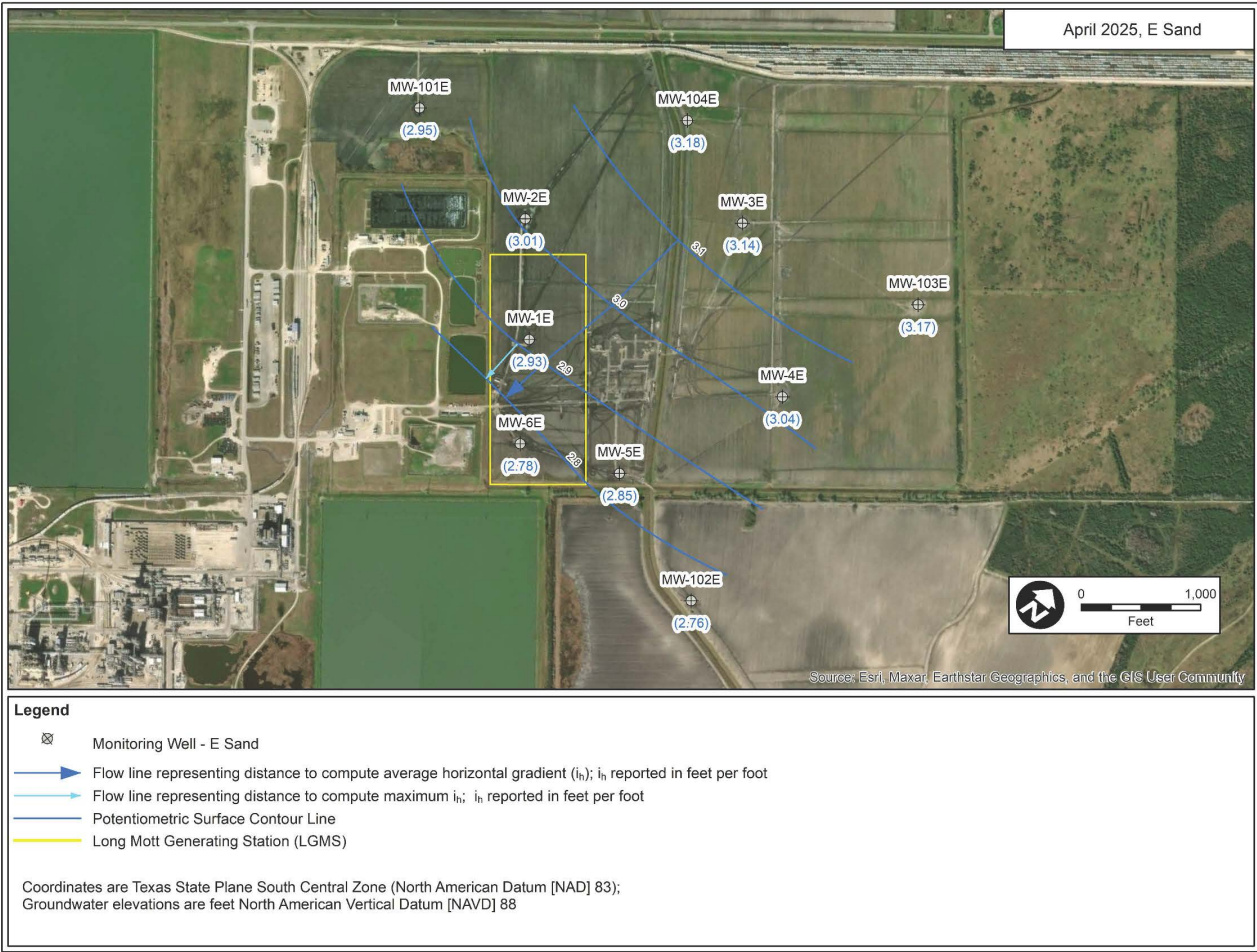 April 2025, E Sand
MW-101E
(2.95)
MW-104E
(3.18)
MW-2E
(3.01)
MW-3E
(3.14)
3.1
MW-103E
(3.17)
3.0
MW-1E
(2.93)
2.9
MW-4E
(3.04)
MW-6E
(2.78)
2.8
MW-5E
(2.85)
MW-102E
(2.76)
N
0 1,000
Feet
Source: Esri, Maxar, Earthstar Geographics, and the GIS User Community
Legend
Monitoring Well - E Sand
Flow line representing distance to compute average horizontal gradient (ih); ih reported in feet per foot
Flow line representing distance to compute maximum ih; ih reported in feet per foot
Potentiometric Surface Contour Line
Long Mott Generating Station (LGMS)
Coordinates are Texas State Plane South Central Zone (North American Datum [NAD] 83);
Groundwater elevations are feet North American Vertical Datum [NAVD] 88